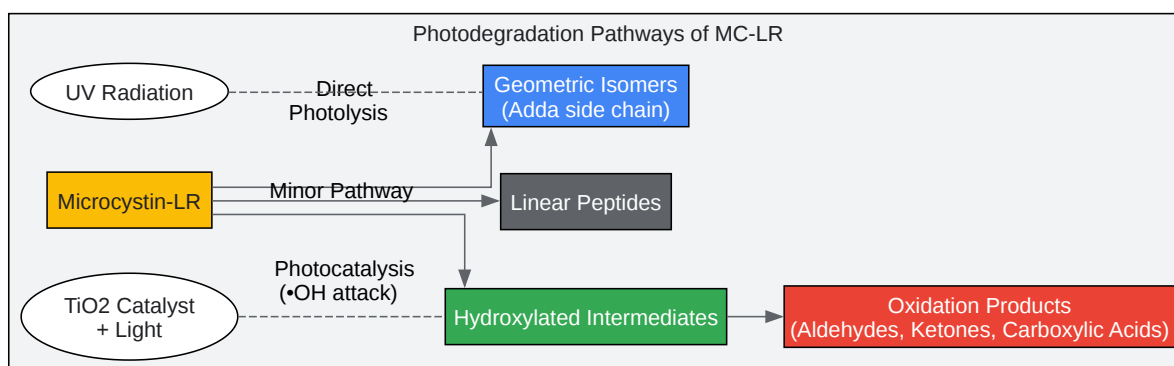 Photodegradation Pathways of MC-LR
UV Radiation
Direct
Photolysis
Geometric Isomers
(Adda side chain)
Microcystin-LR
Minor Pathway
Linear Peptides
TiO2 Catalyst
+ Light
Photocatalysis
(•OH attack)
Hydroxylated Intermediates
Oxidation Products
(Aldehydes, Ketones, Carboxylic Acids)